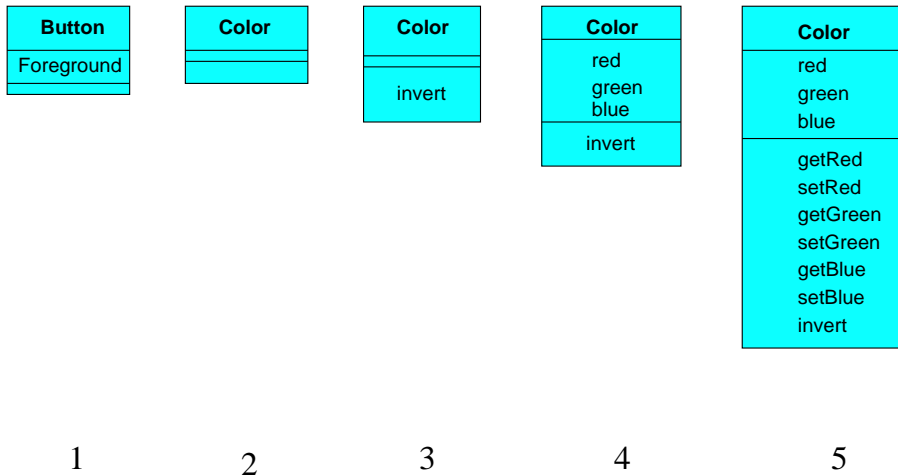 Button
Foreground
Color
Color
invert
Color
red
green
blue
invert
Color
red
green
blue
getRed
setRed
getGreen
setGreen
getBlue
setBlue
invert
1
2
3
4
5